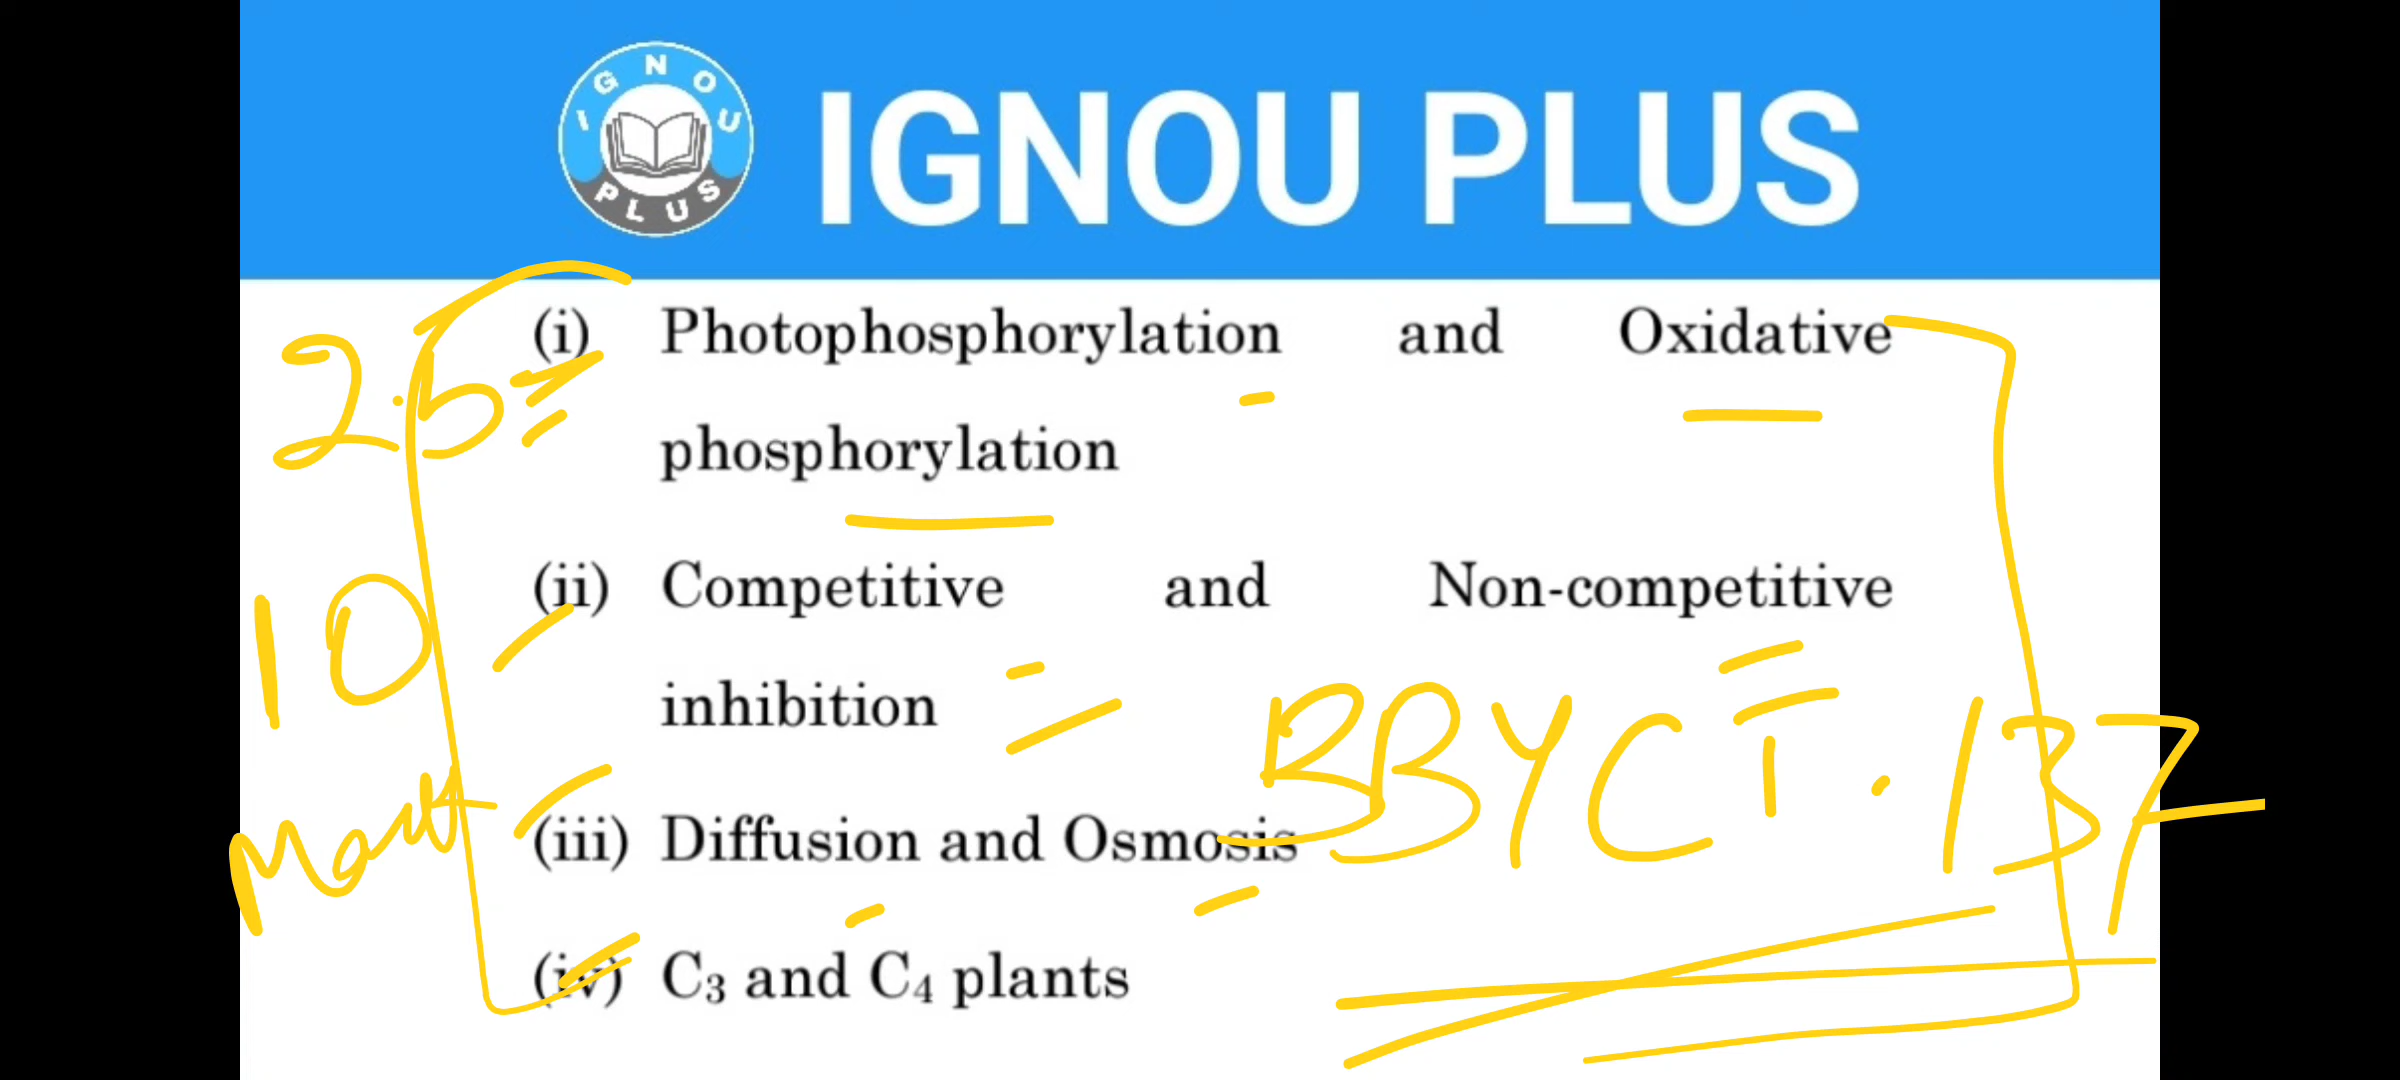 IGNOU PLUS
IGNOU PLUS
(i) Photophosphorylation and Oxidative
phosphorylation
2.5
(ii) Competitive and Non-competitive
inhibition
10
BBYCT.137
(iii) Diffusion and Osmosis
(iv) C₃ and C₄ plants